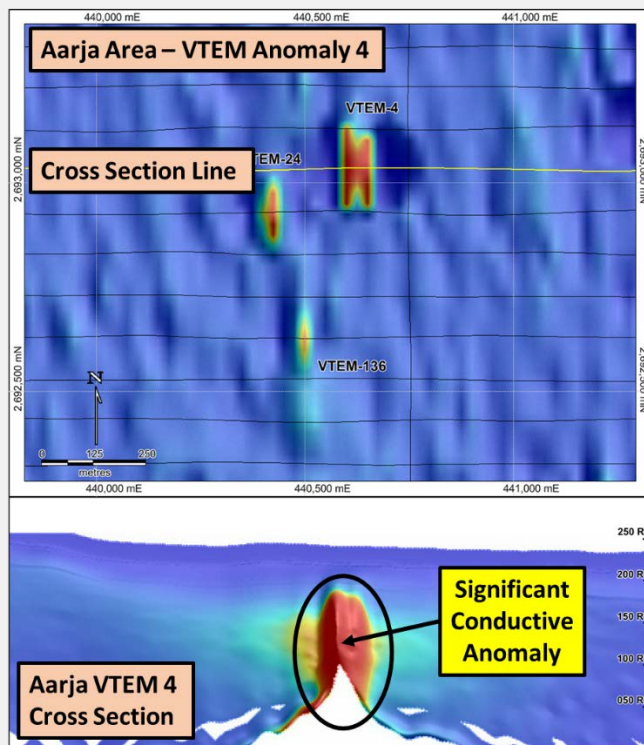 440,000 mE 440,500 mE 441,000 mE
Aarja Area – VTEM Anomaly 4
VTEM-4
TEM-24
2,693,000 mN
Cross Section Line
VTEM-136
2,692,500 mN
N
0 125 250
metres
440,000 mE 440,500 mE 441,000 mE
250 R
200 R
150 R
100 R
050 R
Significant
Conductive
Anomaly
Aarja VTEM 4
Cross Section